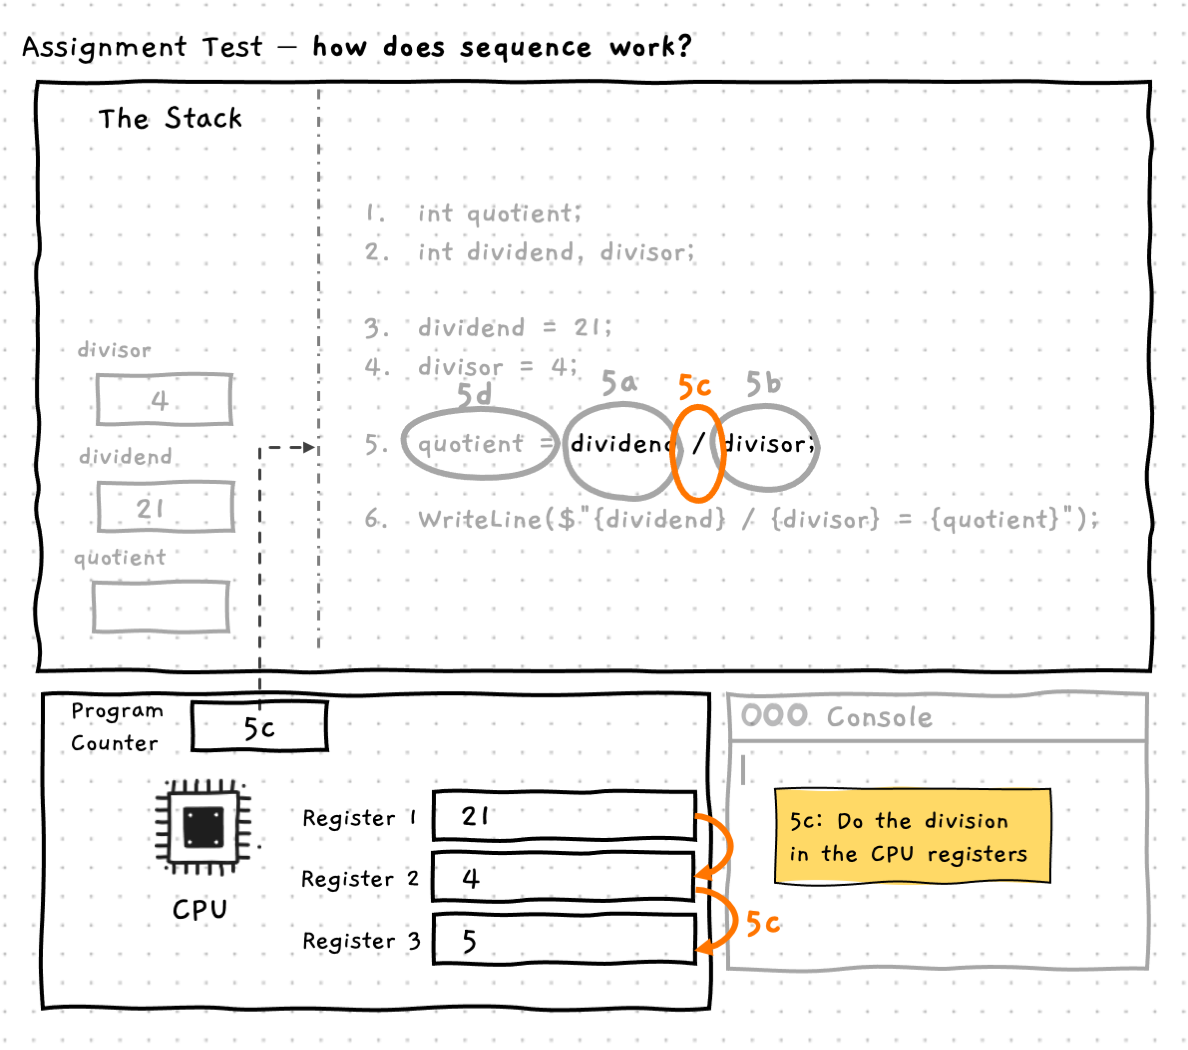 Assignment Test – how does sequence work?
The Stack
1. int quotient;
2. int dividend, divisor;
3. dividend = 21;
4. divisor = 4;
5d 5a 5c 5b
5. quotient = dividend / divisor;
6. WriteLine($"{dividend} / {divisor} = {quotient}");
divisor
4
dividend
21
quotient
Program
Counter
5c
CPU
Register 1 21
Register 2 4
Register 3 5
5c
Console
5c: Do the division
in the CPU registers